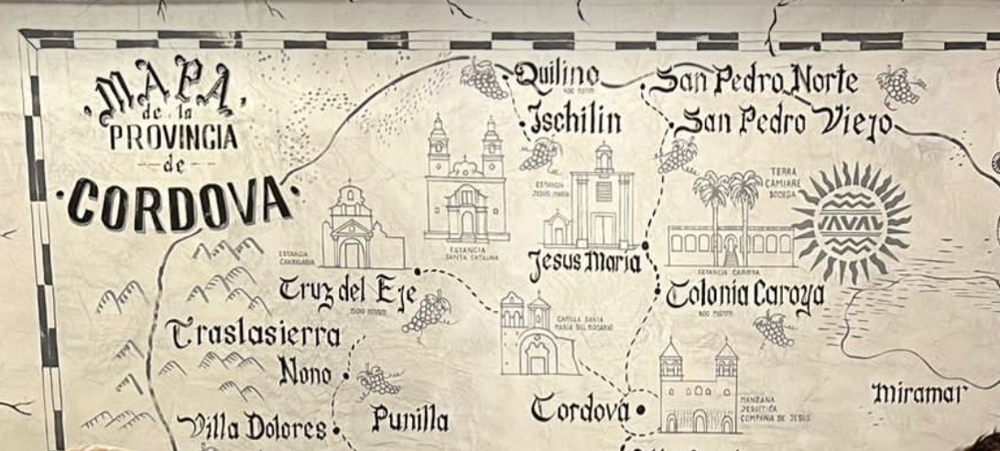 MAPA
de la
PROVINCIA
de
CORDOVA
Quilino
San Pedro Norte
Ischilin
San Pedro Viejo
ESTANCIA
JESUS MARIA
TERRA
CAMIARE
BODEGA
ESTANCIA
CANDELARIA
ESTANCIA
SANTA CATALINA
Jesus Maria
ESTANCIA CAROYA
Cruz del Eje
500 msnm
Colonia Caroya
CAPILLA SANTA
MARIA DEL ROSARIO
Traslasierra
Nono
Miramar
Cordova
MANZANA
JESUITICA
COMPAÑIA DE JESUS
Villa Dolores
Punilla